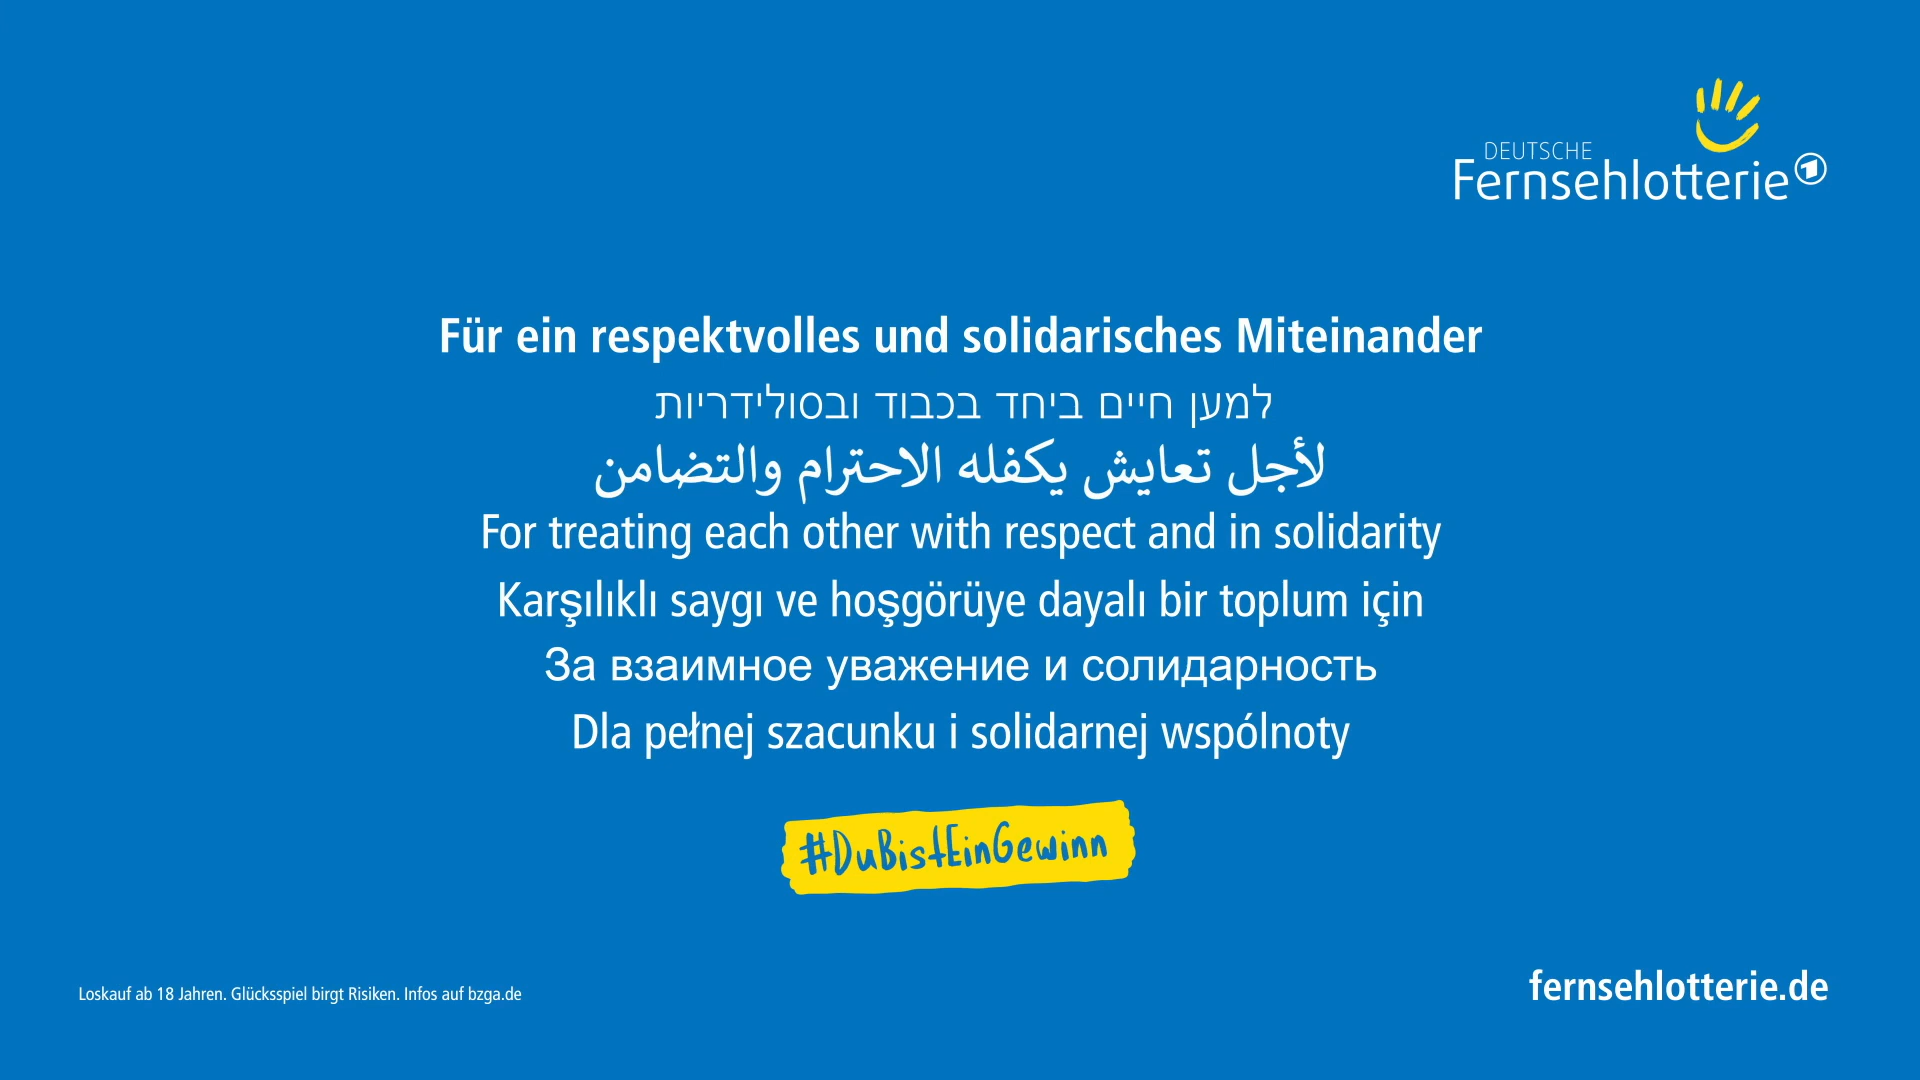 DEUTSCHE
Fernsehlotterie
Für ein respektvolles und solidarisches Miteinander
למען חיים ביחד בכבוד ובסולידריות
لأجل تعايش يكفله الاحترام والتضامن
For treating each other with respect and in solidarity
Karşılıklı saygı ve hoşgörüye dayalı bir toplum için
За взаимное уважение и солидарность
Dla pełnej szacunku i solidarnej wspólnoty
#DuBistEinGewinn
Loskauf ab 18 Jahren. Glücksspiel birgt Risiken. Infos auf bzga.de
fernsehlotterie.de